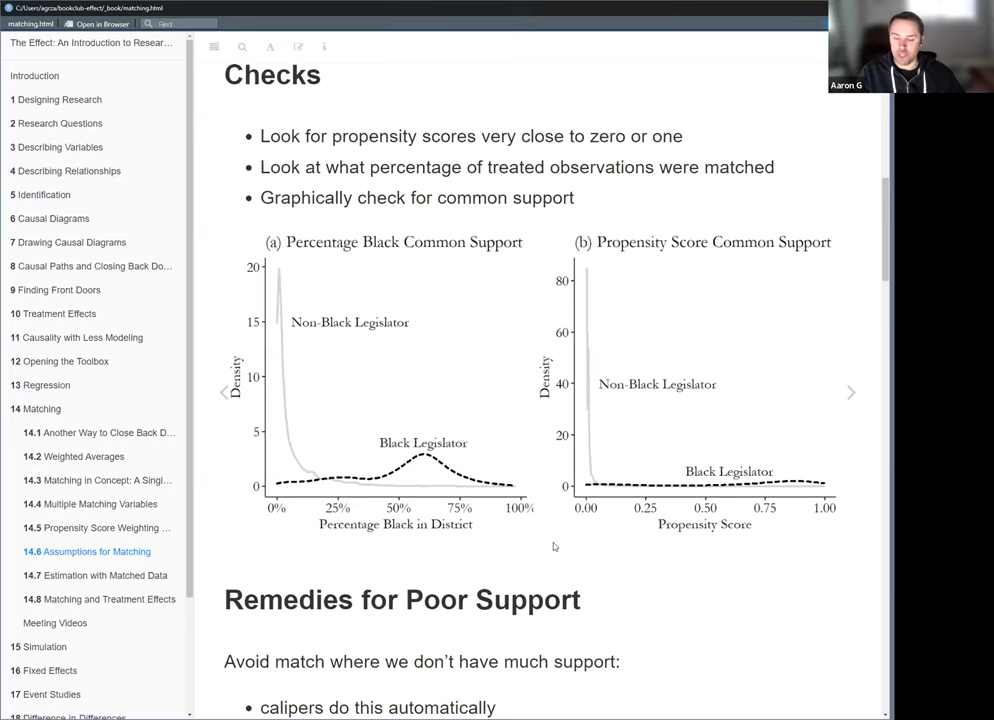 C:/Users/agrza/bookclub-effect/_book/matching.html
matching.html
Open in Browser
Find
The Effect: An Introduction to Resear…
Introduction
1 Designing Research
2 Research Questions
3 Describing Variables
4 Describing Relationships
5 Identification
6 Causal Diagrams
7 Drawing Causal Diagrams
8 Causal Paths and Closing Back Do…
9 Finding Front Doors
10 Treatment Effects
11 Causality with Less Modeling
12 Opening the Toolbox
13 Regression
14 Matching
14.1 Another Way to Close Back D…
14.2 Weighted Averages
14.3 Matching in Concept: A Singl…
14.4 Multiple Matching Variables
14.5 Propensity Score Weighting …
14.6 Assumptions for Matching
14.7 Estimation with Matched Data
14.8 Matching and Treatment Effects
Meeting Videos
15 Simulation
16 Fixed Effects
17 Event Studies
18 Difference in Differences
Aaron G
Checks
• Look for propensity scores very close to zero or one
• Look at what percentage of treated observations were matched
• Graphically check for common support
(a) Percentage Black Common Support
20
15
10
5
0
Density
Non-Black Legislator
Black Legislator
0% 25% 50% 75% 100%
Percentage Black in District
(b) Propensity Score Common Support
80
60
40
20
0
Density
Non-Black Legislator
Black Legislator
0.00 0.25 0.50 0.75 1.00
Propensity Score
Remedies for Poor Support
Avoid match where we don’t have much support:
• calipers do this automatically